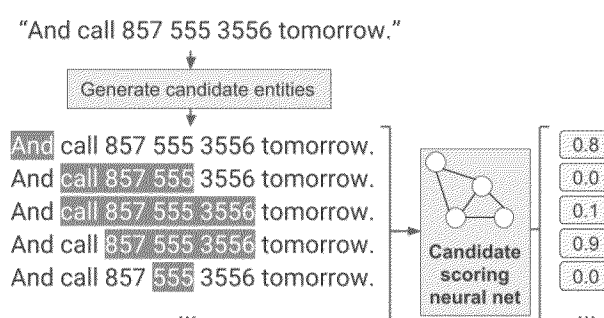 “And call 857 555 3556 tomorrow.”
Generate candidate entities
And call 857 555 3556 tomorrow.
And call 857 555 3556 tomorrow.
And call 857 555 3556 tomorrow.
And call 857 555 3556 tomorrow.
And call 857 555 3556 tomorrow.
...
Candidate
scoring
neural net
0.8
0.0
0.1
0.9
0.0
...